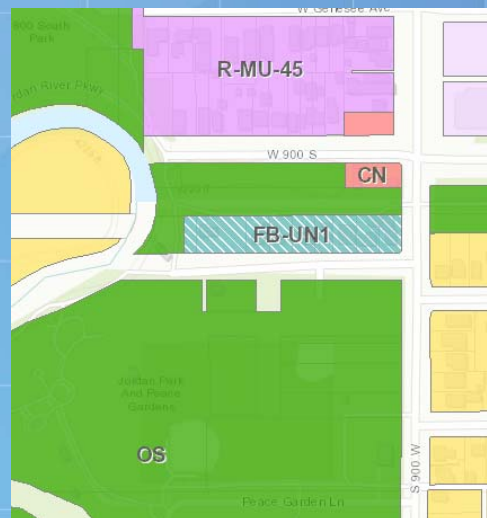 W Genesee Ave
900 South
Park
R-MU-45
Jordan River Pkwy
W 900 S
CN
FB-UN1
Jordan Park
And Peace
Gardens
OS
S 900 W
Peace Garden Ln